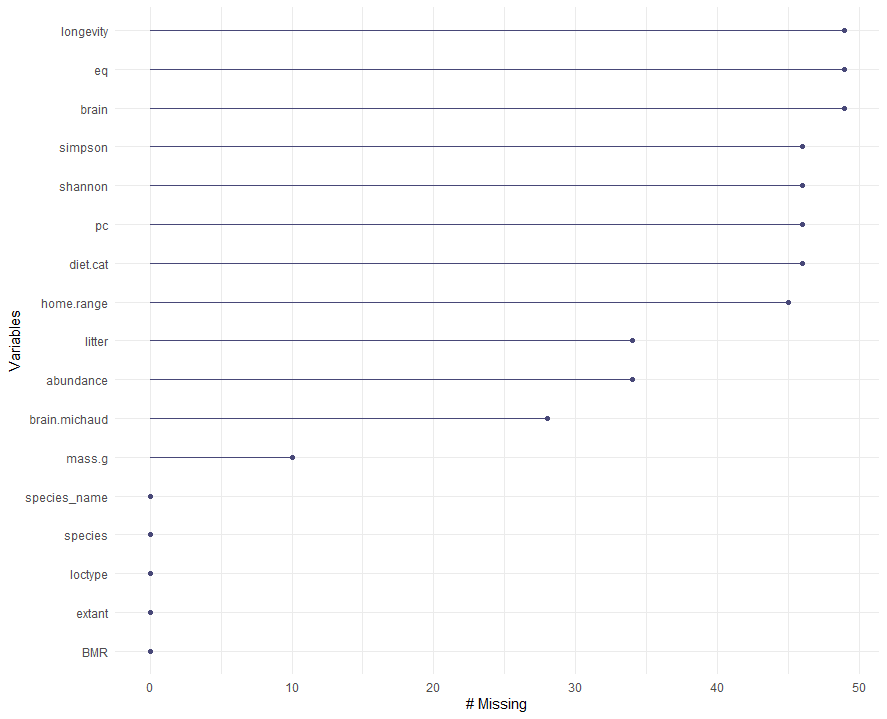 longevity
eq
brain
simpson
shannon
pc
diet.cat
home.range
litter
abundance
brain.michaud
mass.g
species_name
species
loctype
extant
BMR
Variables
0 10 20 30 40 50
# Missing